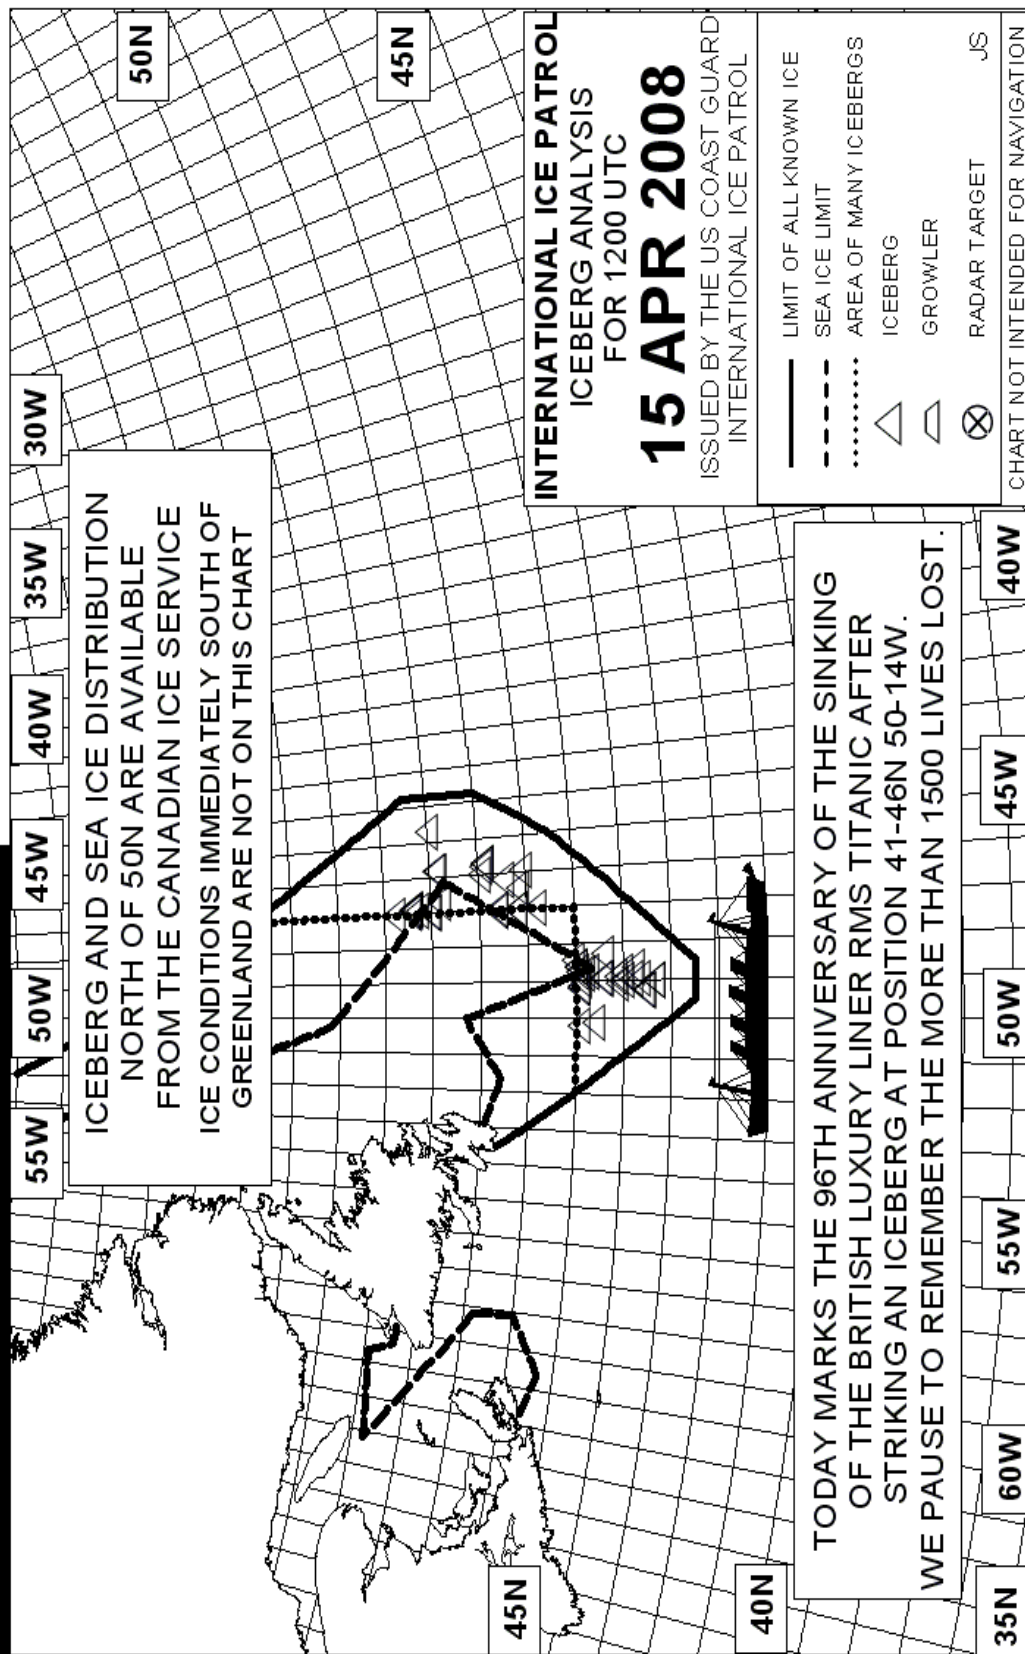 55W
50W
45W
40W
35W
30W
50N
45N
ICEBERG AND SEA ICE DISTRIBUTION
NORTH OF 50N ARE AVAILABLE
FROM THE CANADIAN ICE SERVICE
ICE CONDITIONS IMMEDIATELY SOUTH OF
GREENLAND ARE NOT ON THIS CHART
INTERNATIONAL ICE PATROL
ICEBERG ANALYSIS
FOR 1200 UTC
15 APR 2008
ISSUED BY THE US COAST GUARD
INTERNATIONAL ICE PATROL
LIMIT OF ALL KNOWN ICE
SEA ICE LIMIT
AREA OF MANY ICEBERGS
ICEBERG
GROWLER
RADAR TARGET
JS
CHART NOT INTENDED FOR NAVIGATION
45N
40N
35N
TODAY MARKS THE 96TH ANNIVERSARY OF THE SINKING
OF THE BRITISH LUXURY LINER RMS TITANIC AFTER
STRIKING AN ICEBERG AT POSITION 41-46N 50-14W.
WE PAUSE TO REMEMBER THE MORE THAN 1500 LIVES LOST.
60W
55W
50W
45W
40W